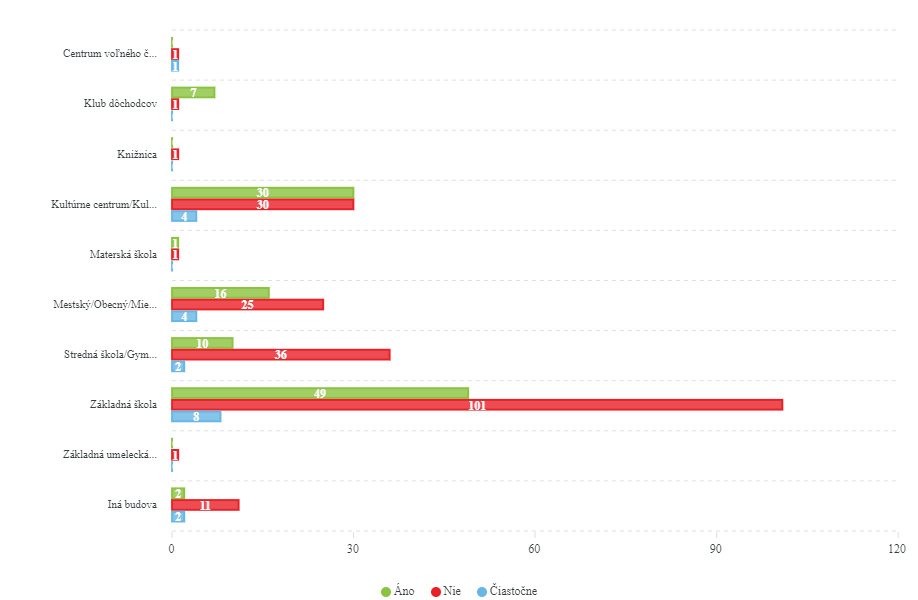 Centrum voľného č...
1
1
Klub dôchodcov
7
1
Knižnica
1
Kultúrne centrum/Kul...
30
30
4
Materská škola
1
1
Mestský/Obecný/Mie...
16
25
4
Stredná škola/Gym...
10
36
2
Základná škola
49
101
8
Základná umelecká...
1
Iná budova
2
11
2
0 30 60 90 120
Áno Nie Čiastočne